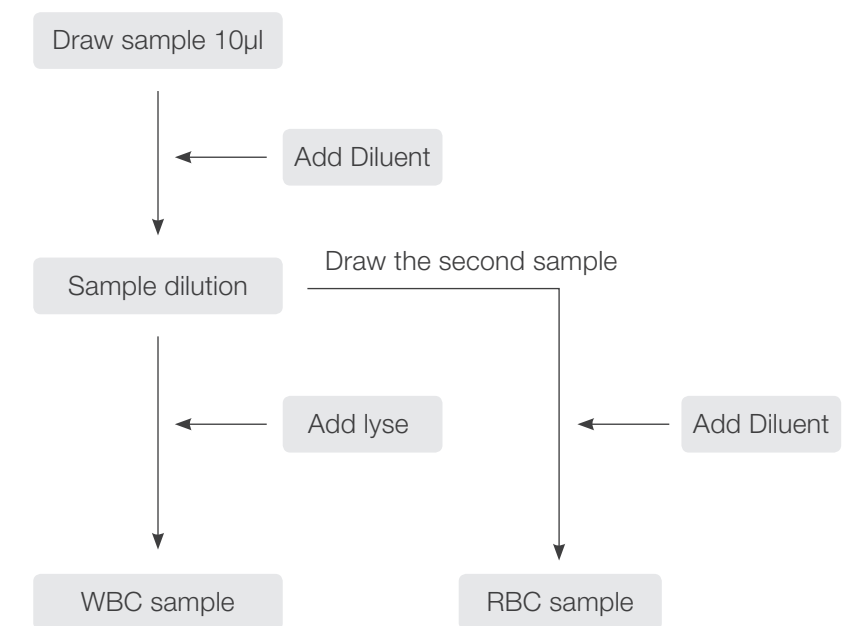 Draw sample 10µl
Add Diluent
Sample dilution
Draw the second sample
Add lyse
Add Diluent
WBC sample
RBC sample